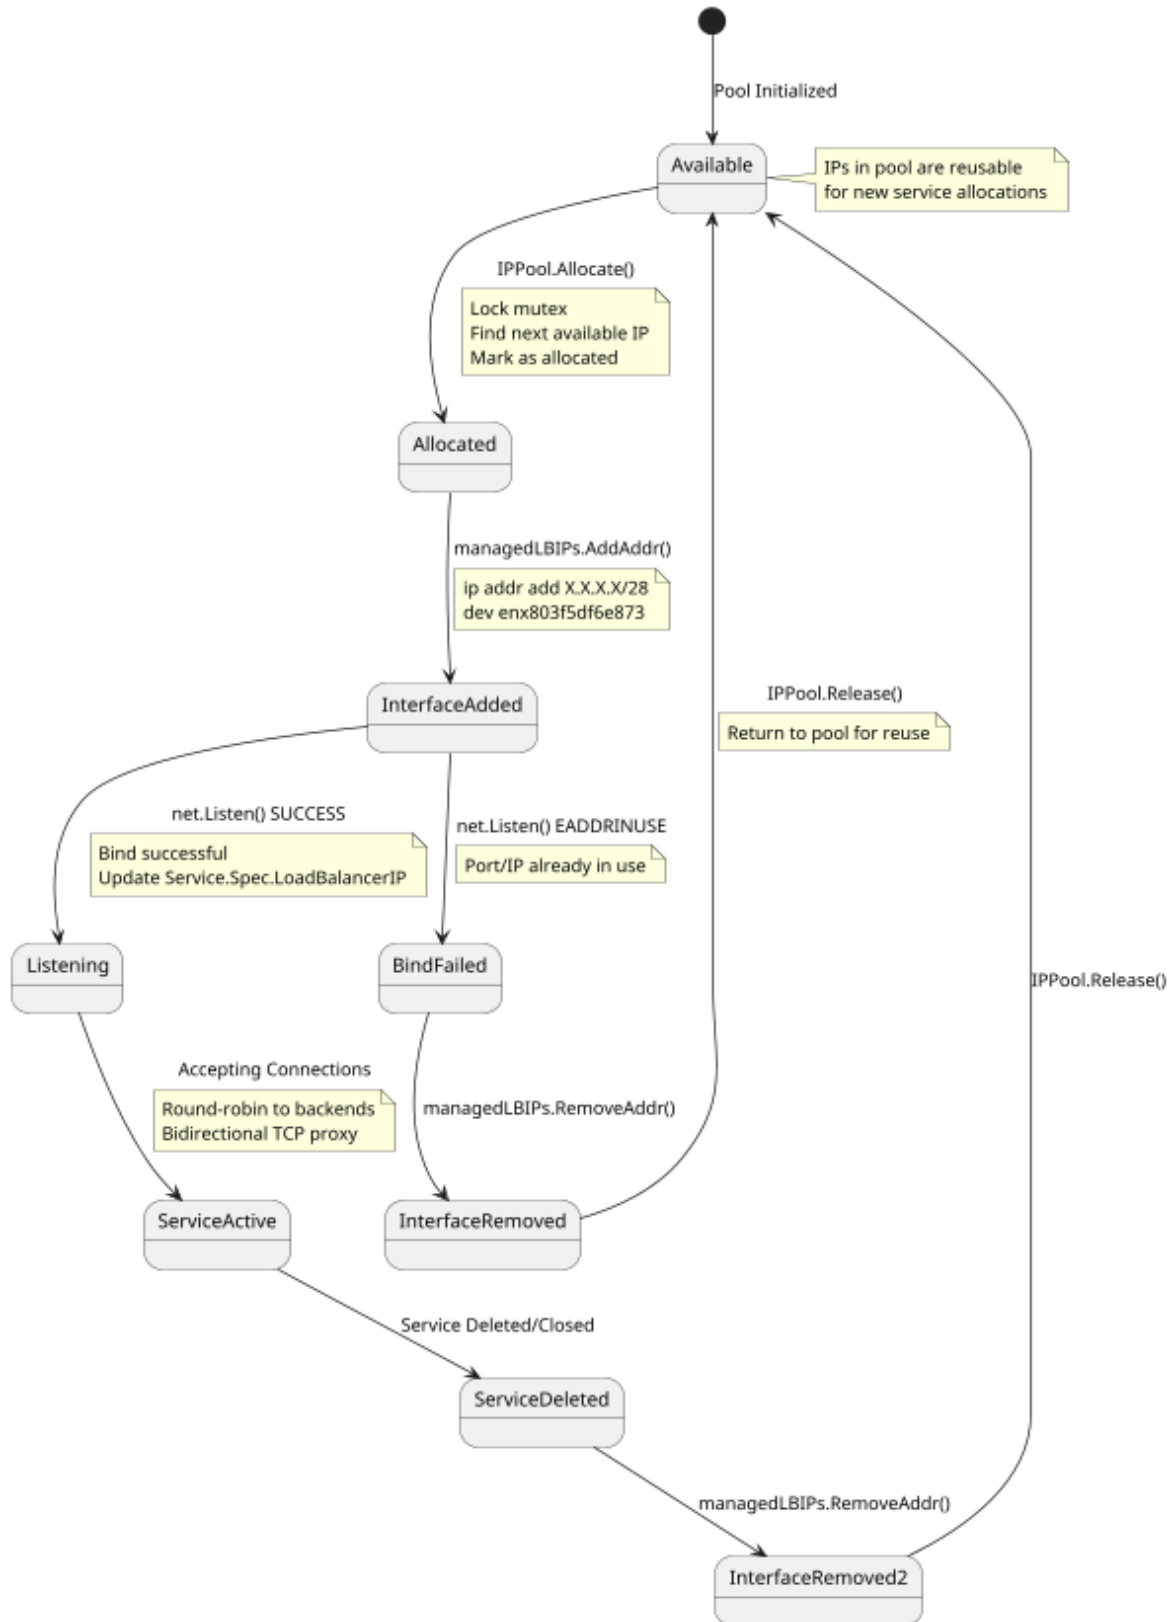 Pool Initialized
Available
IPs in pool are reusable
for new service allocations
IPPool.Allocate()
Lock mutex
Find next available IP
Mark as allocated
Allocated
managedLBIPs.AddAddr()
ip addr add X.X.X.X/28
dev enx803f5df6e873
InterfaceAdded
IPPool.Release()
Return to pool for reuse
net.Listen() SUCCESS
Bind successful
Update Service.Spec.LoadBalancerIP
net.Listen() EADDRINUSE
Port/IP already in use
Listening
BindFailed
IPPool.Release()
Accepting Connections
Round-robin to backends
Bidirectional TCP proxy
managedLBIPs.RemoveAddr()
ServiceActive
InterfaceRemoved
Service Deleted/Closed
ServiceDeleted
managedLBIPs.RemoveAddr()
InterfaceRemoved2